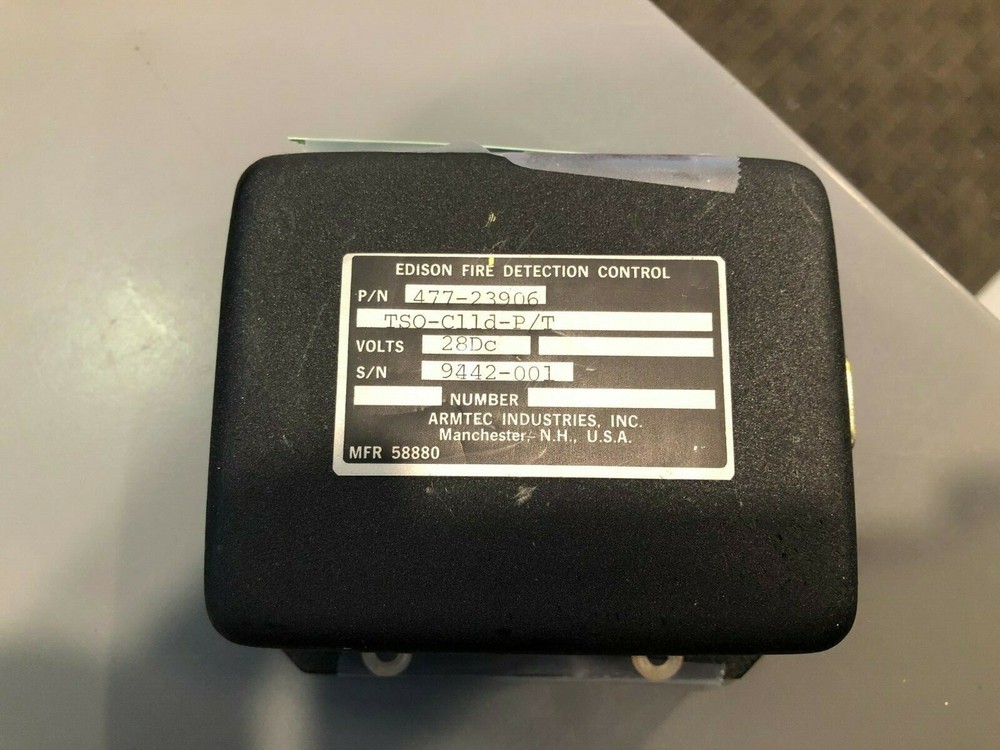 EDISON FIRE DETECTION CONTROL
P/N 477-23906
TSO-C11d-P/T
VOLTS 28Dc
S/N 9442-001
NUMBER
ARMTEC INDUSTRIES, INC.
Manchester, N.H., U.S.A.
MFR 58880